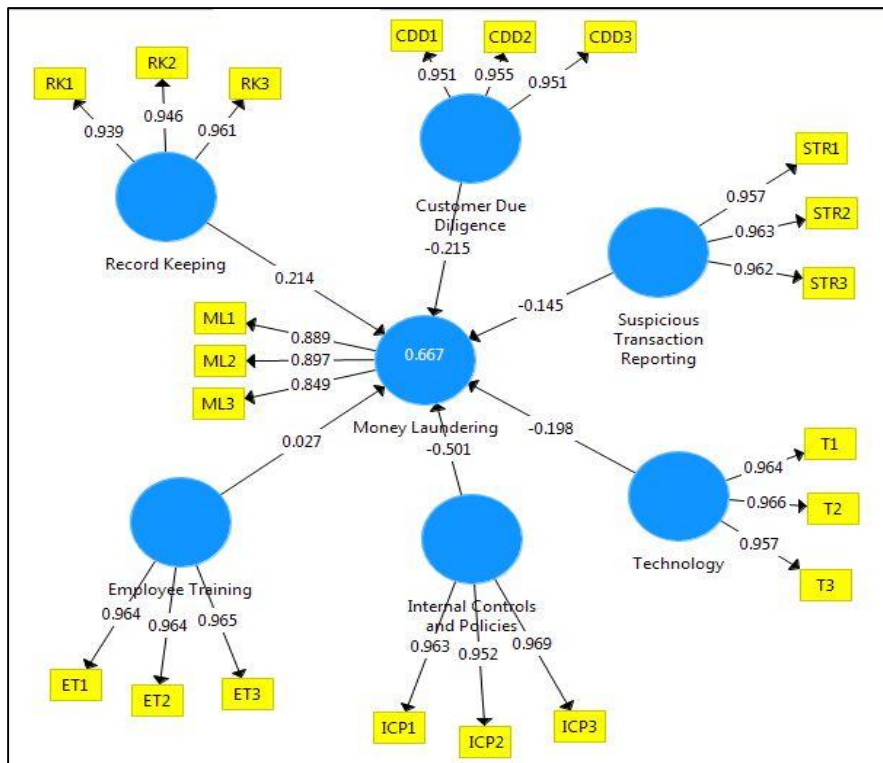 CDD1
CDD2
CDD3
RK1
RK2
RK3
0.951
0.955
0.951
0.939
0.946
0.961
STR1
0.957
STR2
0.963
STR3
0.962
Customer Due
Diligence
Record Keeping
-0.215
0.214
-0.145
Suspicious
Transaction
Reporting
ML1
0.889
ML2
0.897
0.667
ML3
0.849
Money Laundering
0.027
-0.501
-0.198
T1
0.964
T2
0.966
T3
0.957
Technology
Employee Training
Internal Controls
and Policies
0.964
0.964
0.965
0.963
0.952
0.969
ET1
ET2
ET3
ICP1
ICP2
ICP3